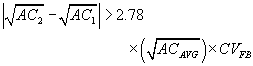 |√AC₂ − √AC₁| > 2.78
× (√AC_AVG) × CV_FB